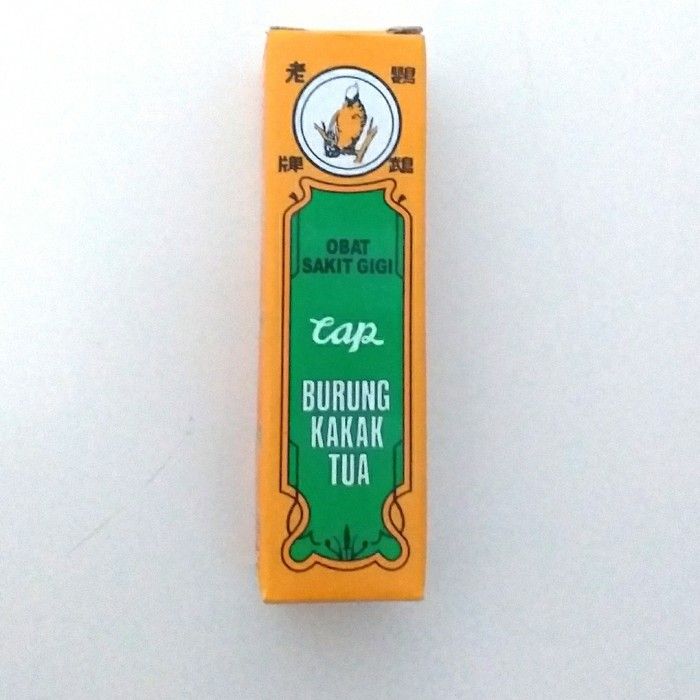 老 鸚
牌 鵡
OBAT
SAKIT GIGI
Cap
BURUNG
KAKAK
TUA